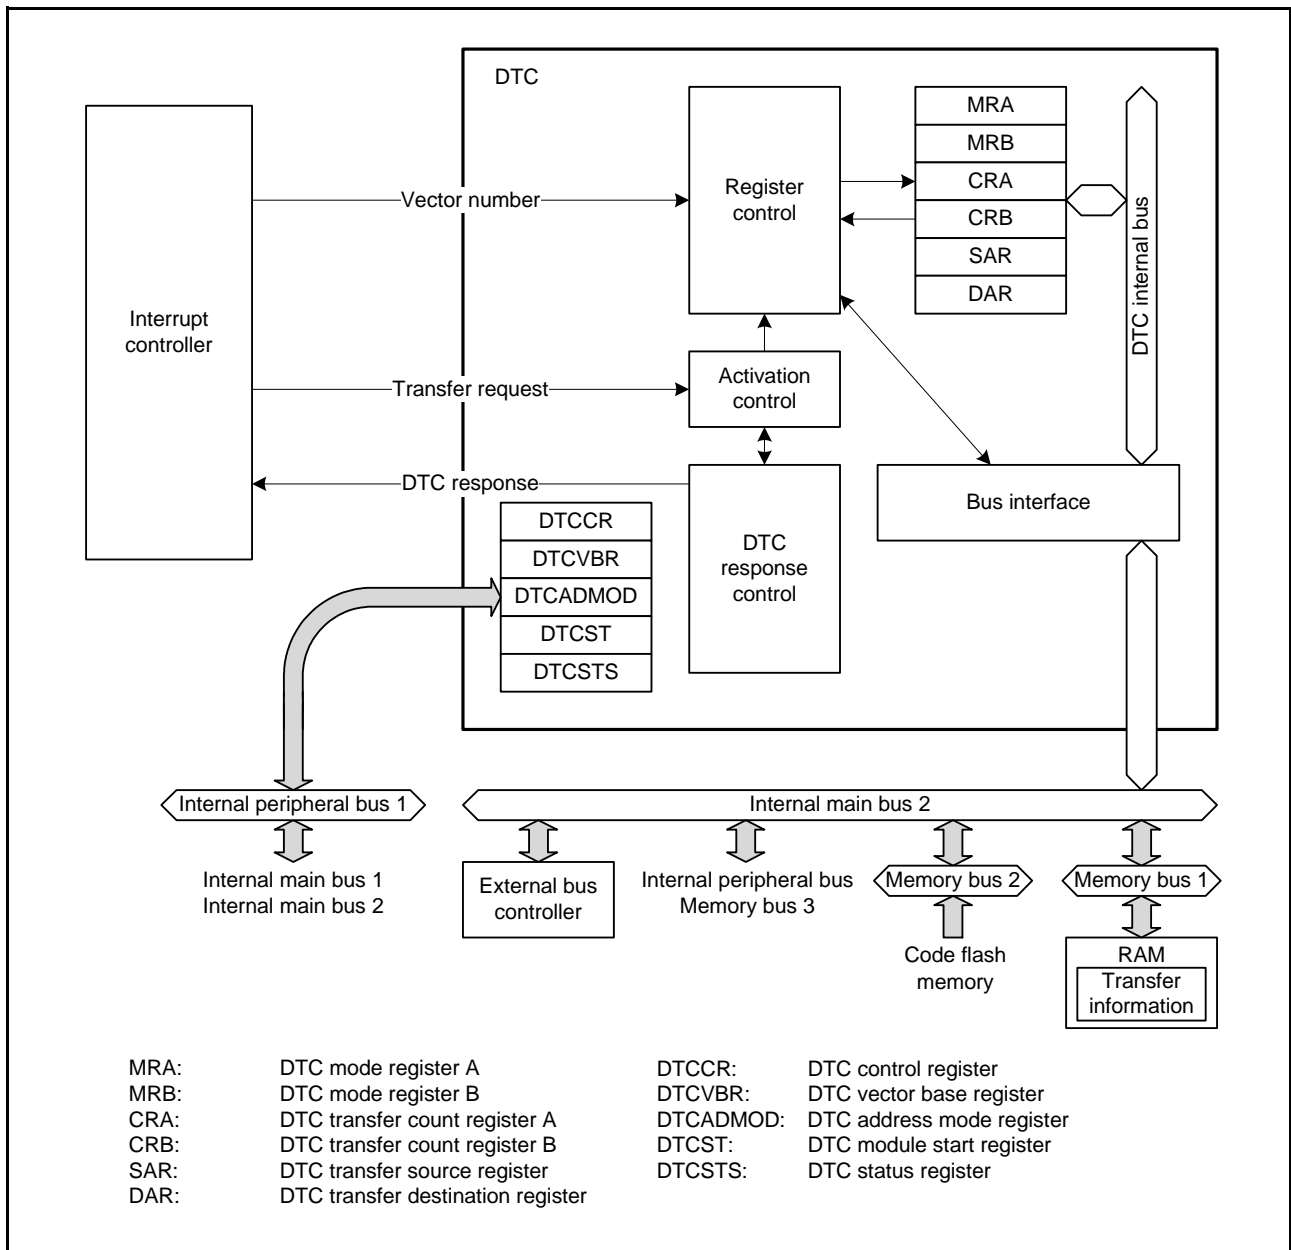 DTC
MRA
MRB
CRA
CRB
SAR
DAR
Register
control
Vector number
DTC internal bus
Interrupt
controller
Transfer request
Activation
control
DTC response
Bus interface
DTCCR
DTCVBR
DTCADMOD
DTCST
DTCSTS
DTC
response
control
Internal peripheral bus 1
Internal main bus 2
Internal main bus 1
Internal main bus 2
External bus
controller
Internal peripheral bus
Memory bus 3
Memory bus 2
Memory bus 1
Code flash
memory
RAM
Transfer
information
MRA: DTC mode register A
MRB: DTC mode register B
CRA: DTC transfer count register A
CRB: DTC transfer count register B
SAR: DTC transfer source register
DAR: DTC transfer destination register
DTCCR: DTC control register
DTCVBR: DTC vector base register
DTCADMOD: DTC address mode register
DTCST: DTC module start register
DTCSTS: DTC status register